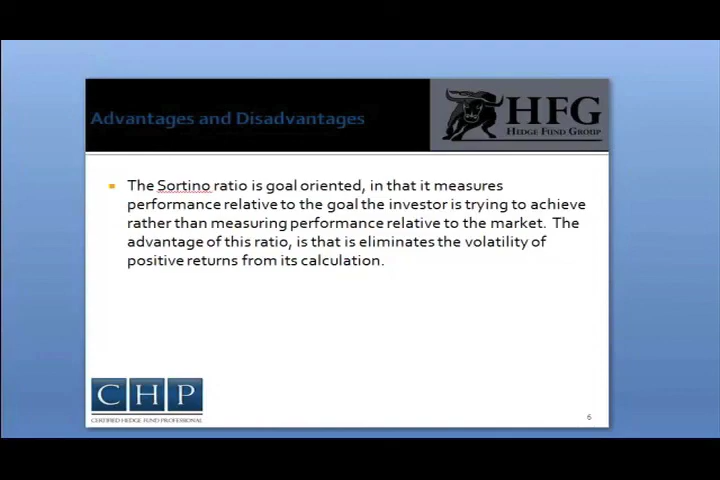 Advantages and Disadvantages
HFG
HEDGE FUND GROUP
The Sortino ratio is goal oriented, in that it measures
performance relative to the goal the investor is trying to achieve
rather than measuring performance relative to the market. The
advantage of this ratio, is that is eliminates the volatility of
positive returns from its calculation.
CHP
CERTIFIED HEDGE FUND PROFESSIONAL
6